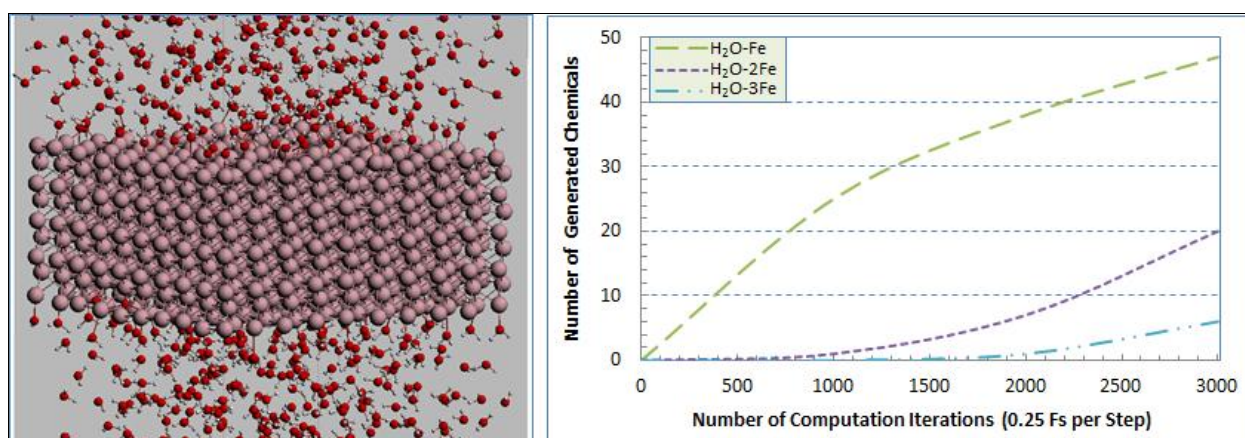 50
40
30
20
10
0
Number of Generated Chemicals
H₂O-Fe
H₂O-2Fe
H₂O-3Fe
0 500 1000 1500 2000 2500 3000
Number of Computation Iterations (0.25 Fs per Step)